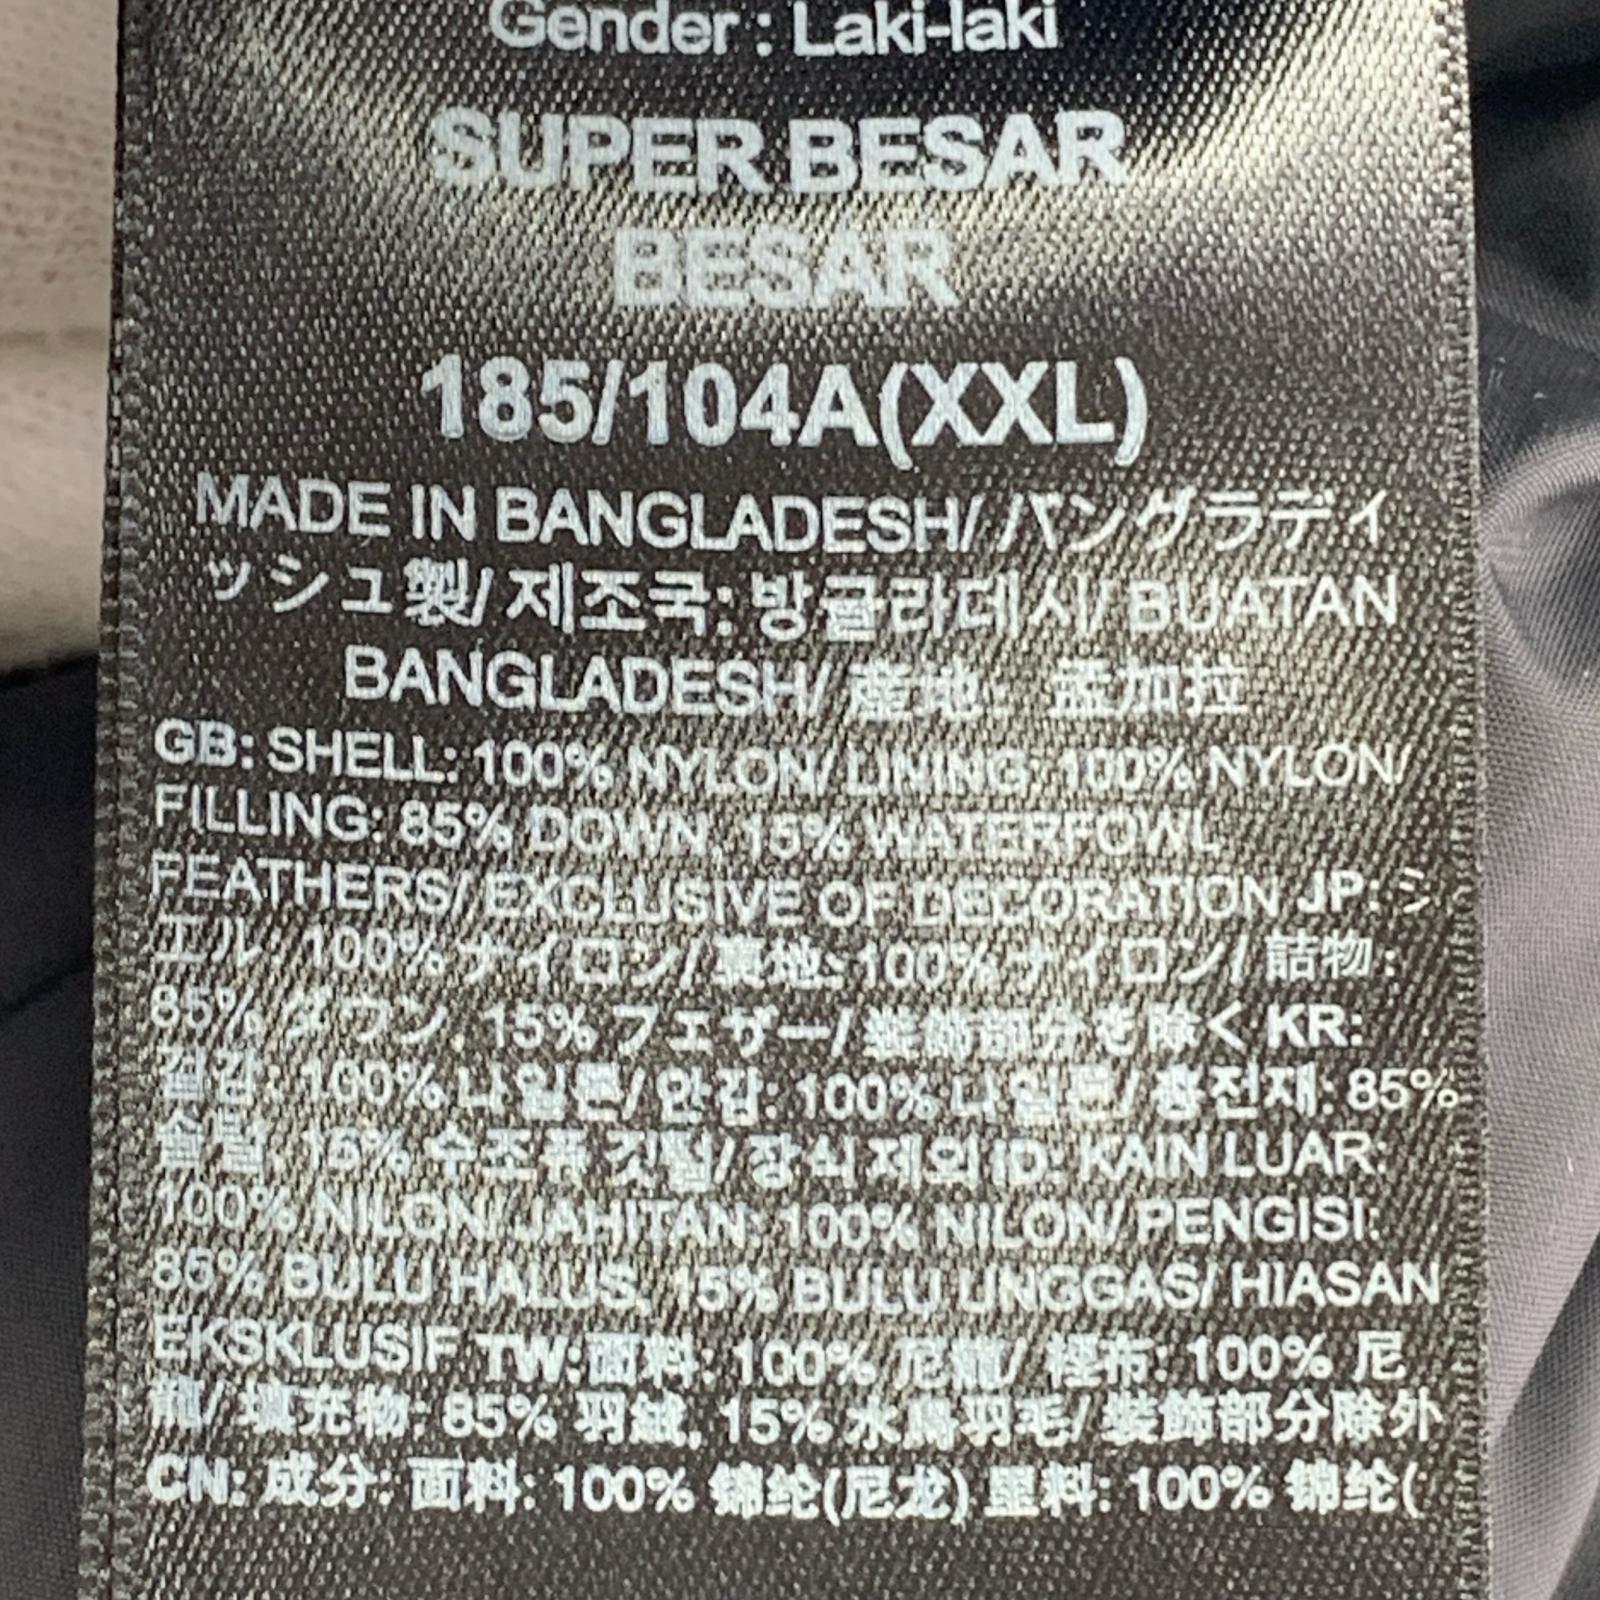 Gender : Laki-laki
SUPER BESAR
BESAR
185/104A(XXL)
MADE IN BANGLADESH/ バングラディ
ッシュ製/ 제조국: 방글라데시/ BUATAN
BANGLADESH/ 産地: 孟加拉
GB: SHELL: 100% NYLON/ LINING: 100% NYLON/
FILLING: 85% DOWN, 15% WATERFOWL
FEATHERS/ EXCLUSIVE OF DECORATION JP: シ
エル: 100% ナイロン/ 裏地: 100% ナイロン/ 詰物:
85% ダウン, 15% フェザー/ 装飾部分を除く KR:
겉감: 100% 나일론/ 안감: 100% 나일론/ 충전재: 85%
솜털, 15% 수조류 깃털/ 장식제외 ID: KAIN LUAR:
100% NILON/ JAHITAN: 100% NILON/ PENGISI:
85% BULU HALUS, 15% BULU UNGGAS/ HIASAN
EKSKLUSIF TW:面料: 100% 尼龍/ 裡布: 100% 尼
龍/ 填充物: 85% 羽絨, 15% 水鳥羽毛/ 裝飾部分除外
CN: 成分: 面料: 100% 锦纶(尼龙) 里料: 100% 锦纶(